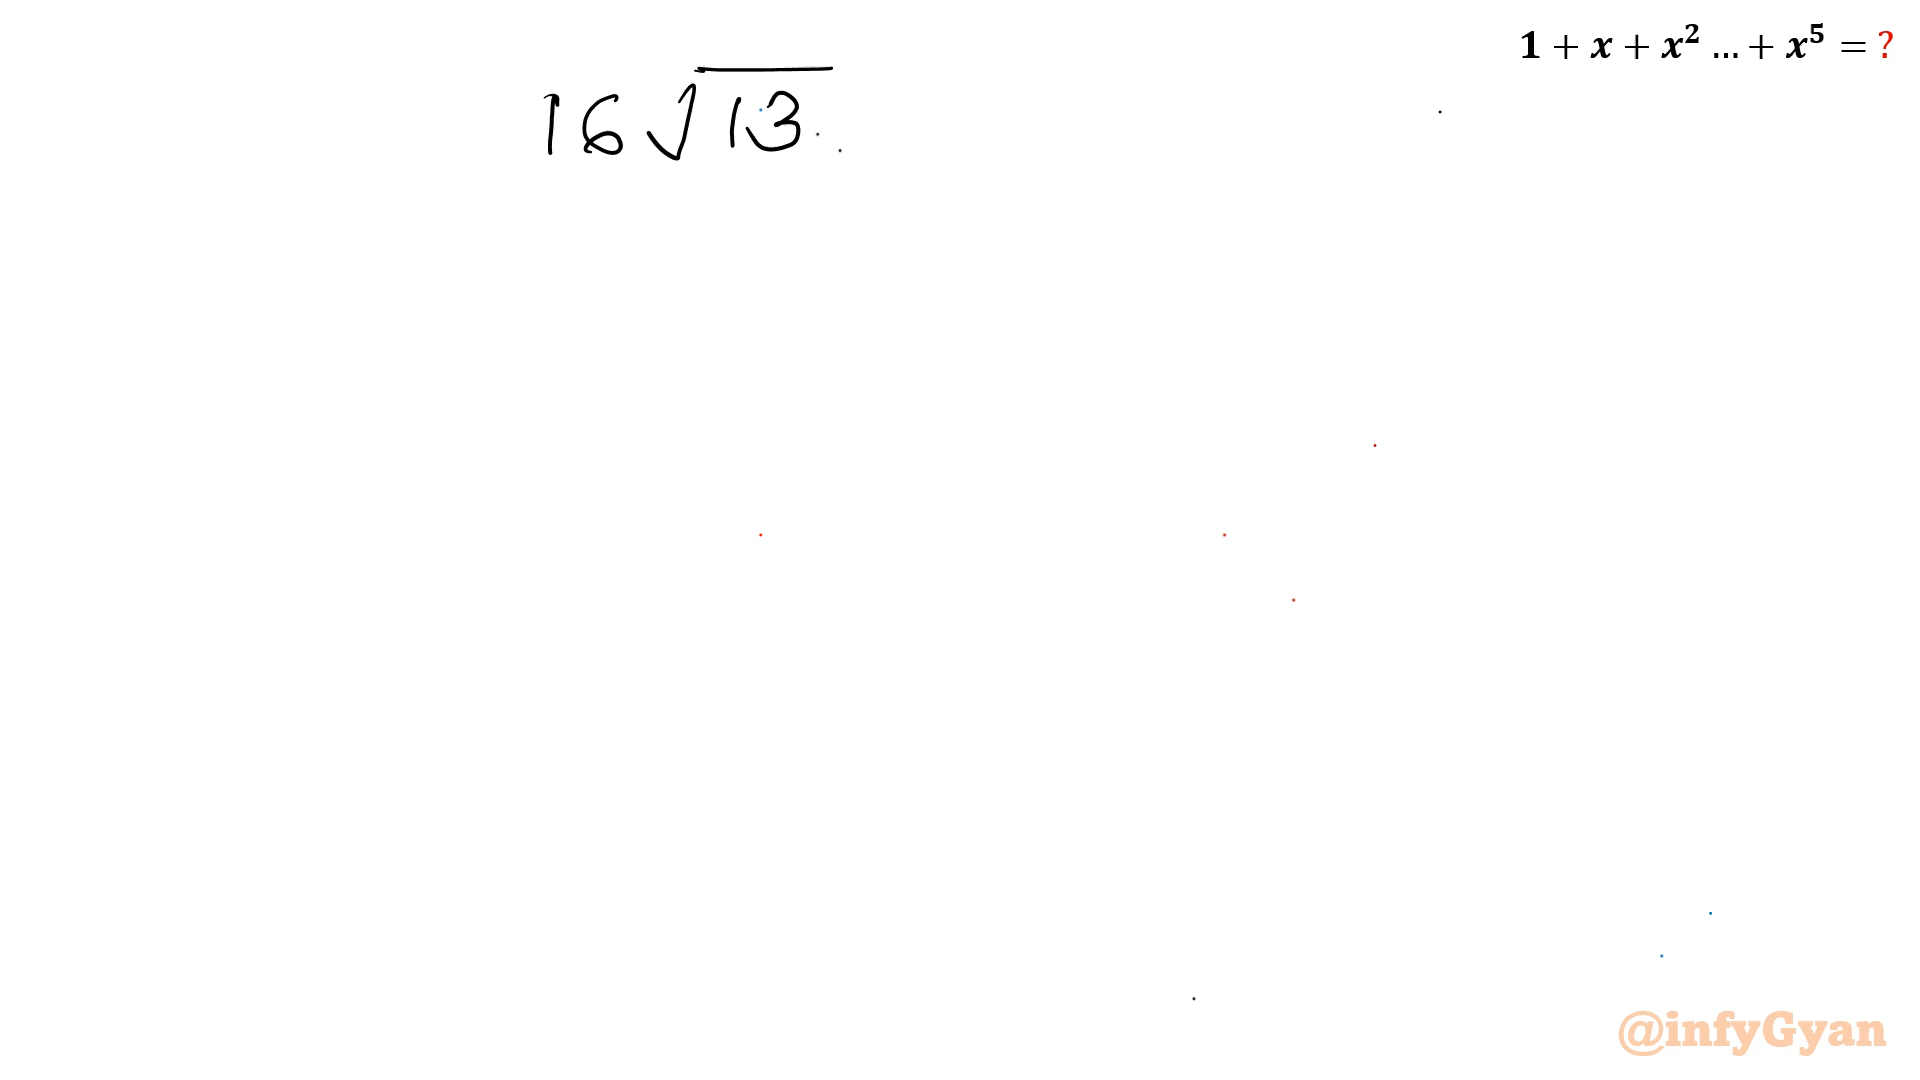 1 + x + x² ... + x⁵ = ?
16√13
@infyGyan